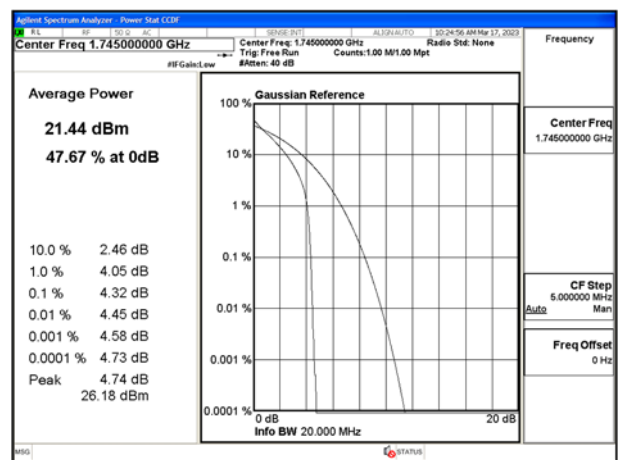 Agilent Spectrum Analyzer - Power Stat CCDF
RL RF 50 Ω AC SENSE:INT ALIGNAUTO 10:24:56 AM Mar 17, 2023
Center Freq 1.745000000 GHz
Center Freq: 1.745000000 GHz Radio Std: None
Trig: Free Run Counts:1.00 M/1.00 Mpt
#IFGain:Low #Atten: 40 dB
Frequency
Average Power
21.44 dBm
47.67 % at 0dB
10.0 % 2.46 dB
1.0 % 4.05 dB
0.1 % 4.32 dB
0.01 % 4.45 dB
0.001 % 4.58 dB
0.0001 % 4.73 dB
Peak 4.74 dB
26.18 dBm
Gaussian Reference
100 %
10 %
1 %
0.1 %
0.01 %
0.001 %
0.0001 %
0 dB 20 dB
Info BW 20.000 MHz
Center Freq
1.745000000 GHz
CF Step
5.000000 MHz
Auto Man
Freq Offset
0 Hz
MSG STATUS